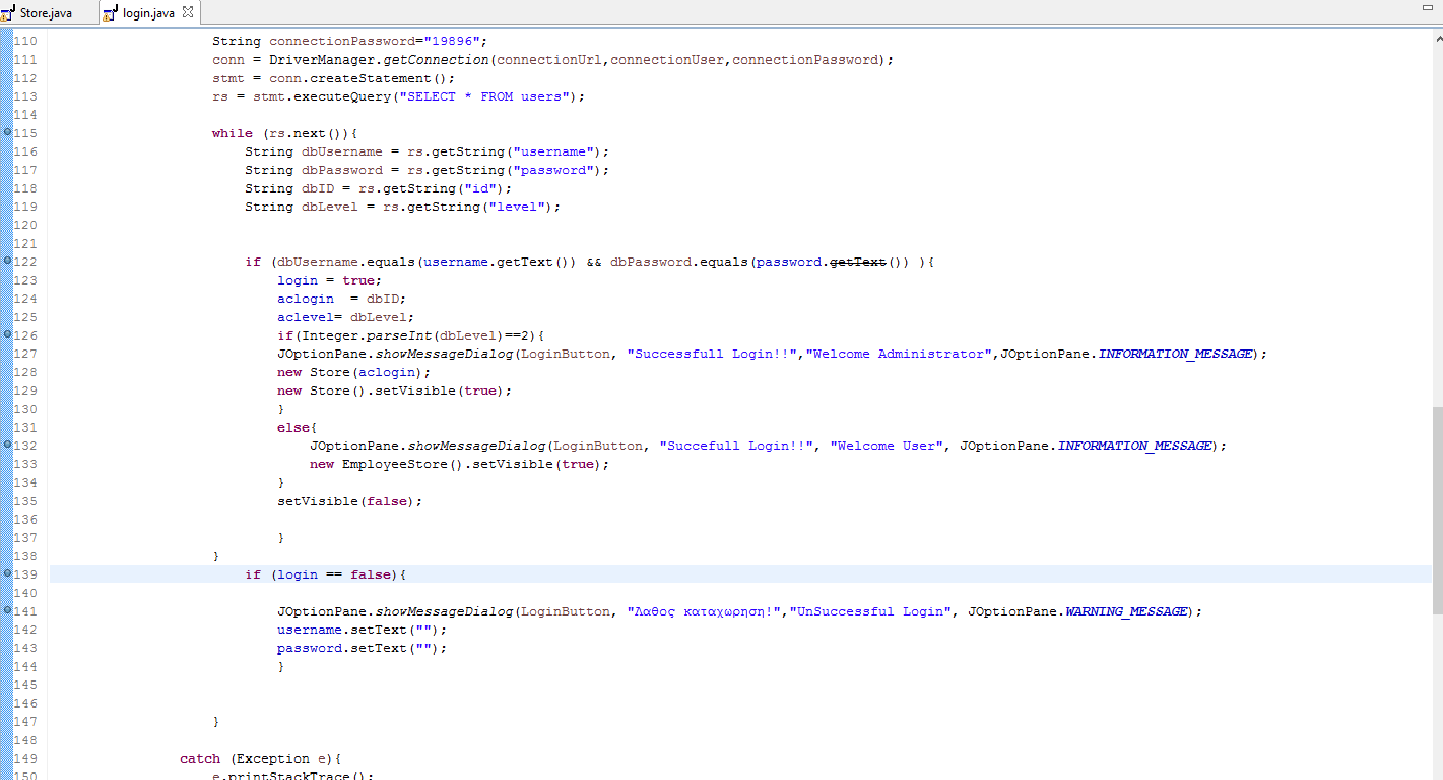 Store.java login.java
110 String connectionPassword="19896";
111 conn = DriverManager.getConnection(connectionUrl,connectionUser,connectionPassword);
112 stmt = conn.createStatement();
113 rs = stmt.executeQuery("SELECT * FROM users");
114
115 while (rs.next()){
116 String dbUsername = rs.getString("username");
117 String dbPassword = rs.getString("password");
118 String dbID = rs.getString("id");
119 String dbLevel = rs.getString("level");
120
121
122 if (dbUsername.equals(username.getText()) && dbPassword.equals(password.getText()) ){
123 login = true;
124 aclogin  = dbID;
125 aclevel= dbLevel;
126 if(Integer.parseInt(dbLevel)==2){
127 JOptionPane.showMessageDialog(LoginButton, "Successfull Login!!","Welcome Administrator",JOptionPane.INFORMATION_MESSAGE);
128 new Store(aclogin);
129 new Store().setVisible(true);
130 }
131 else{
132 JOptionPane.showMessageDialog(LoginButton, "Succefull Login!!", "Welcome User", JOptionPane.INFORMATION_MESSAGE);
133 new EmployeeStore().setVisible(true);
134 }
135 setVisible(false);
136
137 }
138 }
139 if (login == false){
140
141 JOptionPane.showMessageDialog(LoginButton, "Λαθος καταχωρηση!","UnSuccessful Login", JOptionPane.WARNING_MESSAGE);
142 username.setText("");
143 password.setText("");
144 }
145
146
147 }
148
149 catch (Exception e){
150 e.printStackTrace();